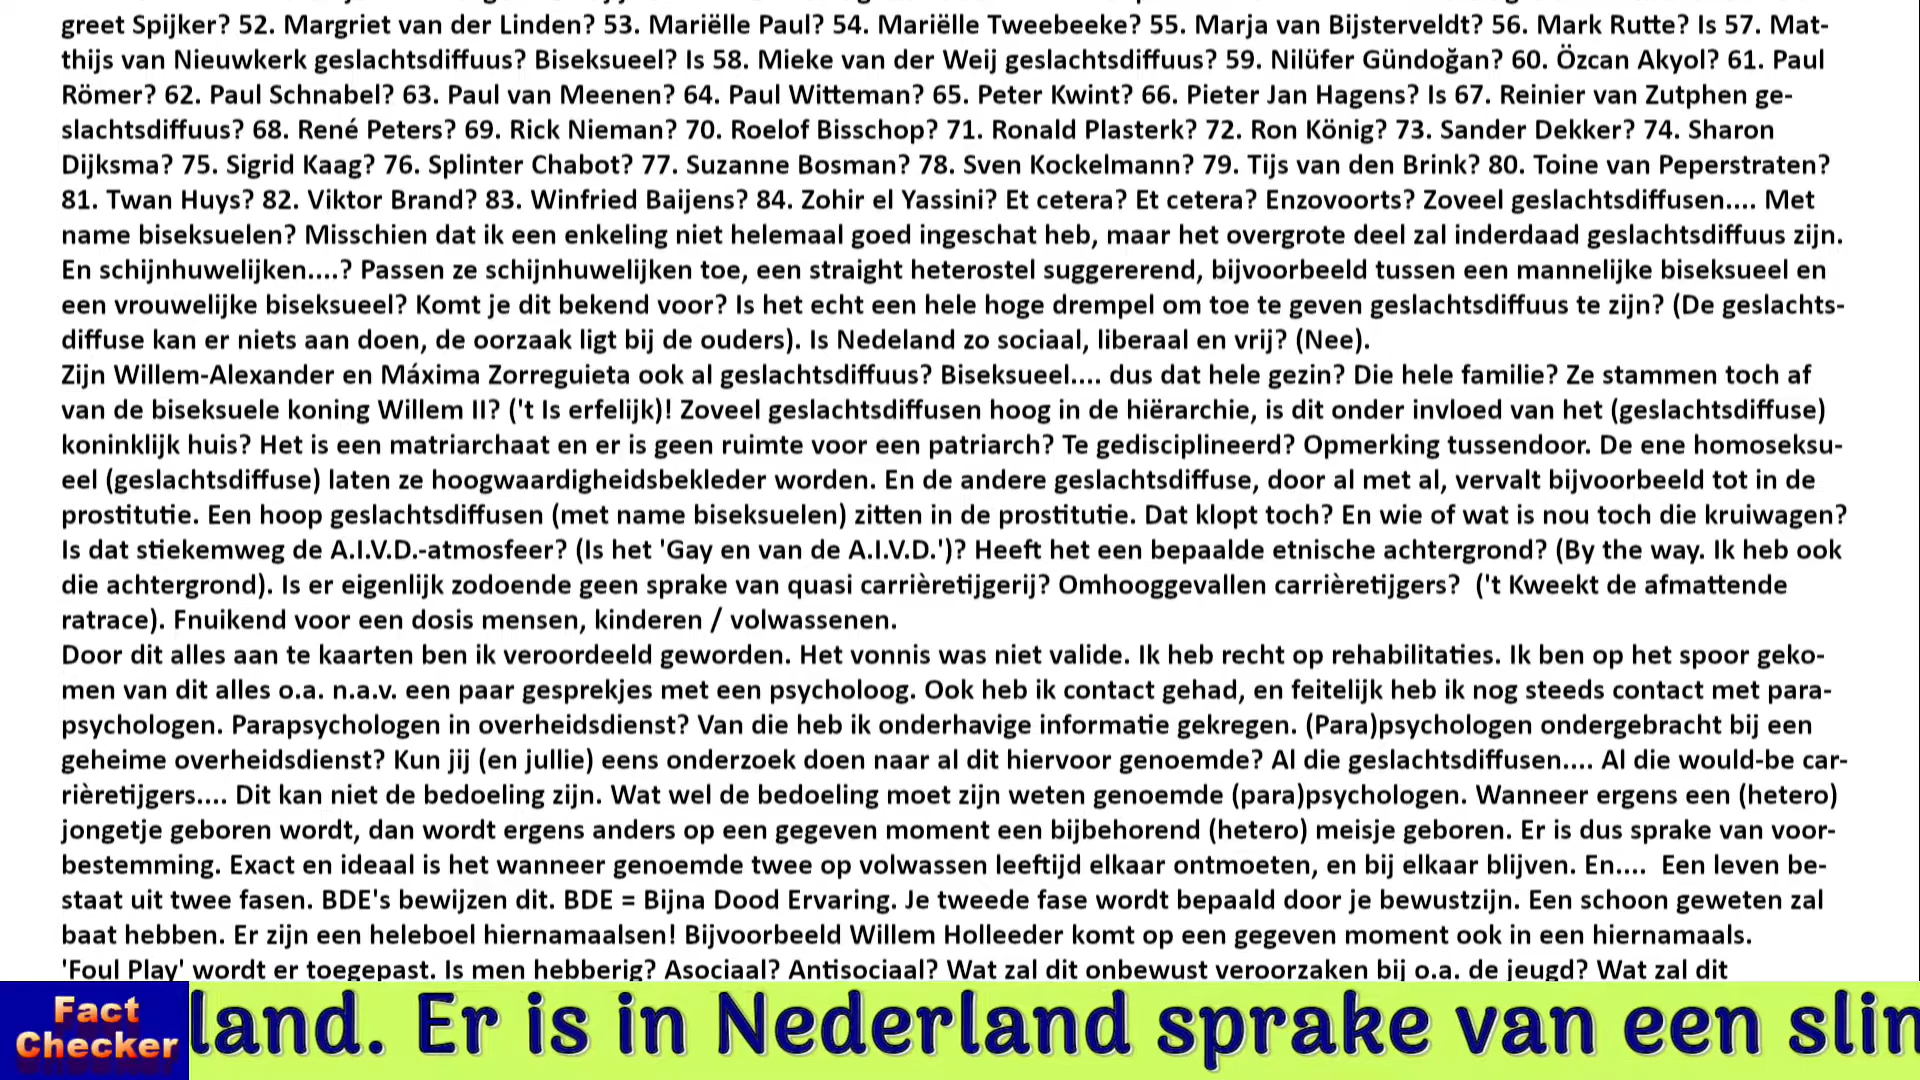 greet Spijker? 52. Margriet van der Linden? 53. Mariëlle Paul? 54. Mariëlle Tweebeeke? 55. Marja van Bijsterveldt? 56. Mark Rutte? Is 57. Mat-
thijs van Nieuwkerk geslachtsdiffuus? Biseksueel? Is 58. Mieke van der Weij geslachtsdiffuus? 59. Nilüfer Gündoğan? 60. Özcan Akyol? 61. Paul
Römer? 62. Paul Schnabel? 63. Paul van Meenen? 64. Paul Witteman? 65. Peter Kwint? 66. Pieter Jan Hagens? Is 67. Reinier van Zutphen ge-
slachtsdiffuus? 68. René Peters? 69. Rick Nieman? 70. Roelof Bisschop? 71. Ronald Plasterk? 72. Ron König? 73. Sander Dekker? 74. Sharon
Dijksma? 75. Sigrid Kaag? 76. Splinter Chabot? 77. Suzanne Bosman? 78. Sven Kockelmann? 79. Tijs van den Brink? 80. Toine van Peperstraten?
81. Twan Huys? 82. Viktor Brand? 83. Winfried Baijens? 84. Zohir el Yassini? Et cetera? Et cetera? Enzovoorts? Zoveel geslachtsdiffusen.... Met
name biseksuelen? Misschien dat ik een enkeling niet helemaal goed ingeschat heb, maar het overgrote deel zal inderdaad geslachtsdiffuus zijn.
En schijnhuwelijken....? Passen ze schijnhuwelijken toe, een straight heterostel suggererend, bijvoorbeeld tussen een mannelijke biseksueel en
een vrouwelijke biseksueel? Komt je dit bekend voor? Is het echt een hele hoge drempel om toe te geven geslachtsdiffuus te zijn? (De geslachts-
diffuse kan er niets aan doen, de oorzaak ligt bij de ouders). Is Nedeland zo sociaal, liberaal en vrij? (Nee).
Zijn Willem-Alexander en Máxima Zorreguieta ook al geslachtsdiffuus? Biseksueel.... dus dat hele gezin? Die hele familie? Ze stammen toch af
van de biseksuele koning Willem II? ('t Is erfelijk)! Zoveel geslachtsdiffusen hoog in de hiërarchie, is dit onder invloed van het (geslachtsdiffuse)
koninklijk huis? Het is een matriarchaat en er is geen ruimte voor een patriarch? Te gedisciplineerd? Opmerking tussendoor. De ene homoseksu-
eel (geslachtsdiffuse) laten ze hoogwaardigheidsbekleder worden. En de andere geslachtsdiffuse, door al met al, vervalt bijvoorbeeld tot in de
prostitutie. Een hoop geslachtsdiffusen (met name biseksuelen) zitten in de prostitutie. Dat klopt toch? En wie of wat is nou toch die kruiwagen?
Is dat stiekemweg de A.I.V.D.-atmosfeer? (Is het 'Gay en van de A.I.V.D.')? Heeft het een bepaalde etnische achtergrond? (By the way. Ik heb ook
die achtergrond). Is er eigenlijk zodoende geen sprake van quasi carrièretijgerij? Omhooggevallen carrièretijgers?  ('t Kweekt de afmattende
ratrace). Fnuikend voor een dosis mensen, kinderen / volwassenen.
Door dit alles aan te kaarten ben ik veroordeeld geworden. Het vonnis was niet valide. Ik heb recht op rehabilitaties. Ik ben op het spoor geko-
men van dit alles o.a. n.a.v. een paar gesprekjes met een psycholoog. Ook heb ik contact gehad, en feitelijk heb ik nog steeds contact met para-
psychologen. Parapsychologen in overheidsdienst? Van die heb ik onderhavige informatie gekregen. (Para)psychologen ondergebracht bij een
geheime overheidsdienst? Kun jij (en jullie) eens onderzoek doen naar al dit hiervoor genoemde? Al die geslachtsdiffusen.... Al die would-be car-
rièretijgers.... Dit kan niet de bedoeling zijn. Wat wel de bedoeling moet zijn weten genoemde (para)psychologen. Wanneer ergens een (hetero)
jongetje geboren wordt, dan wordt ergens anders op een gegeven moment een bijbehorend (hetero) meisje geboren. Er is dus sprake van voor-
bestemming. Exact en ideaal is het wanneer genoemde twee op volwassen leeftijd elkaar ontmoeten, en bij elkaar blijven. En....  Een leven be-
staat uit twee fasen. BDE's bewijzen dit. BDE = Bijna Dood Ervaring. Je tweede fase wordt bepaald door je bewustzijn. Een schoon geweten zal
baat hebben. Er zijn een heleboel hiernamaalsen! Bijvoorbeeld Willem Holleeder komt op een gegeven moment ook in een hiernamaals.
'Foul Play' wordt er toegepast. Is men hebberig? Asociaal? Antisociaal? Wat zal dit onbewust veroorzaken bij o.a. de jeugd? Wat zal dit
Fact
Checker
land. Er is in Nederland sprake van een slin